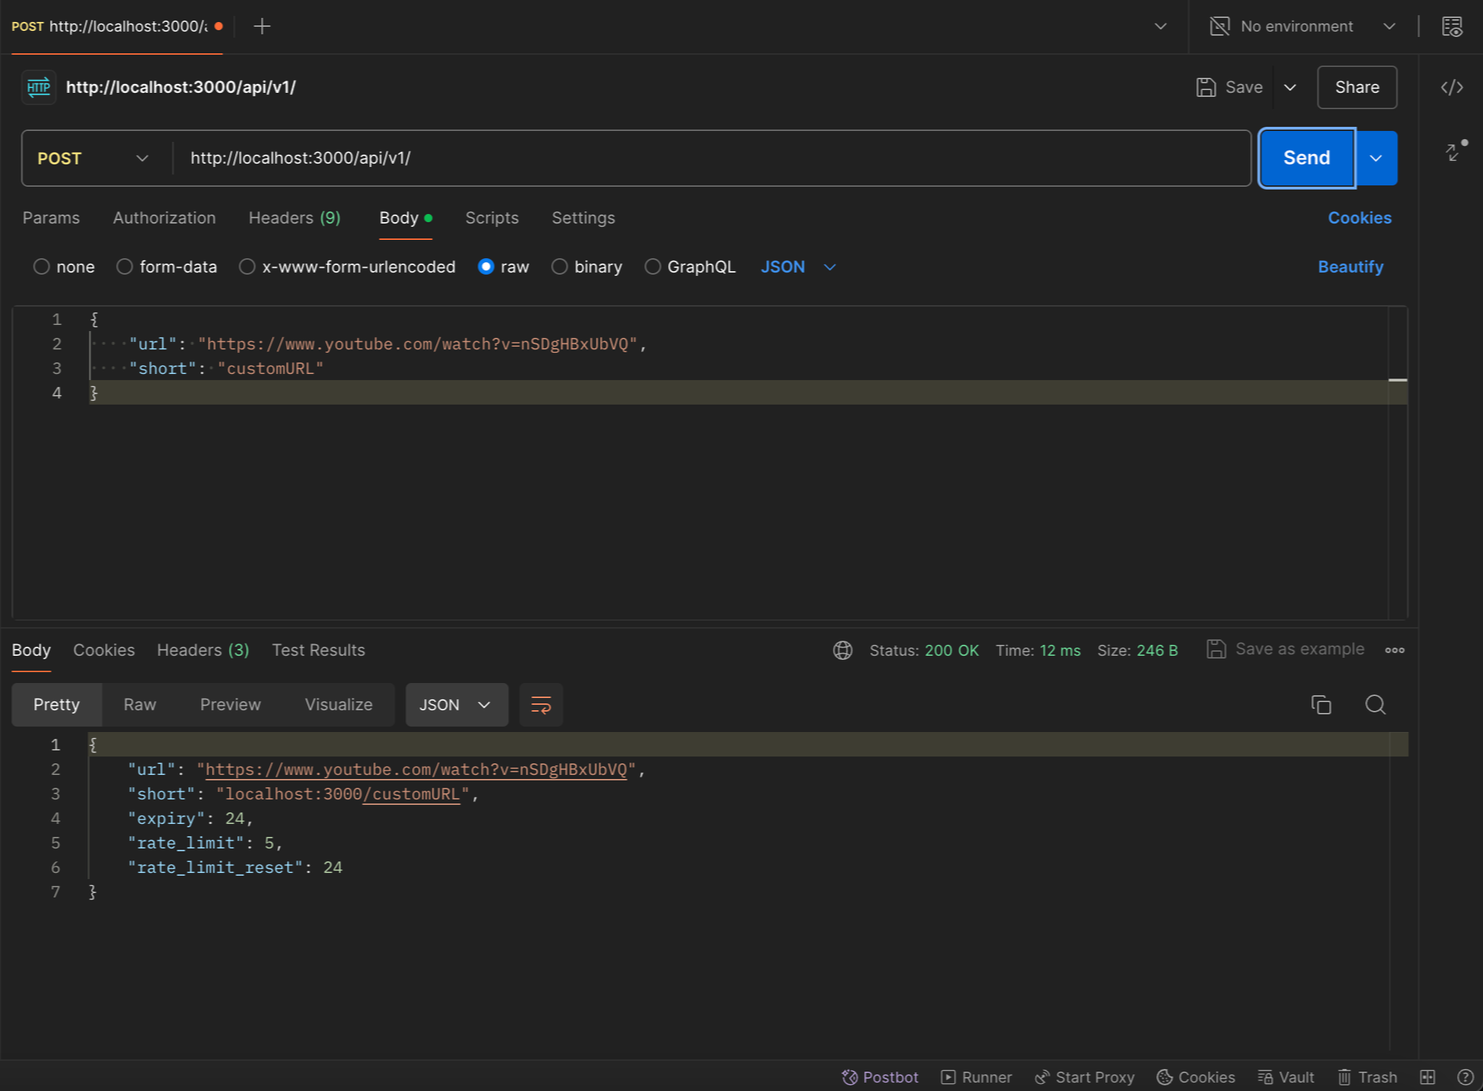 POST http://localhost:3000/a
No environment
HTTP http://localhost:3000/api/v1/
Save
Share
POST http://localhost:3000/api/v1/
Send
Params Authorization Headers (9) Body Scripts Settings Cookies
none form-data x-www-form-urlencoded raw binary GraphQL JSON Beautify
1 {
2 ····"url":·"https://www.youtube.com/watch?v=nSDgHBxUbVQ",
3 ····"short":·"customURL"
4 }
Body Cookies Headers (3) Test Results Status: 200 OK Time: 12 ms Size: 246 B Save as example
Pretty Raw Preview Visualize JSON
1 {
2 "url": "https://www.youtube.com/watch?v=nSDgHBxUbVQ",
3 "short": "localhost:3000/customURL",
4 "expiry": 24,
5 "rate_limit": 5,
6 "rate_limit_reset": 24
7 }
Postbot Runner Start Proxy Cookies Vault Trash